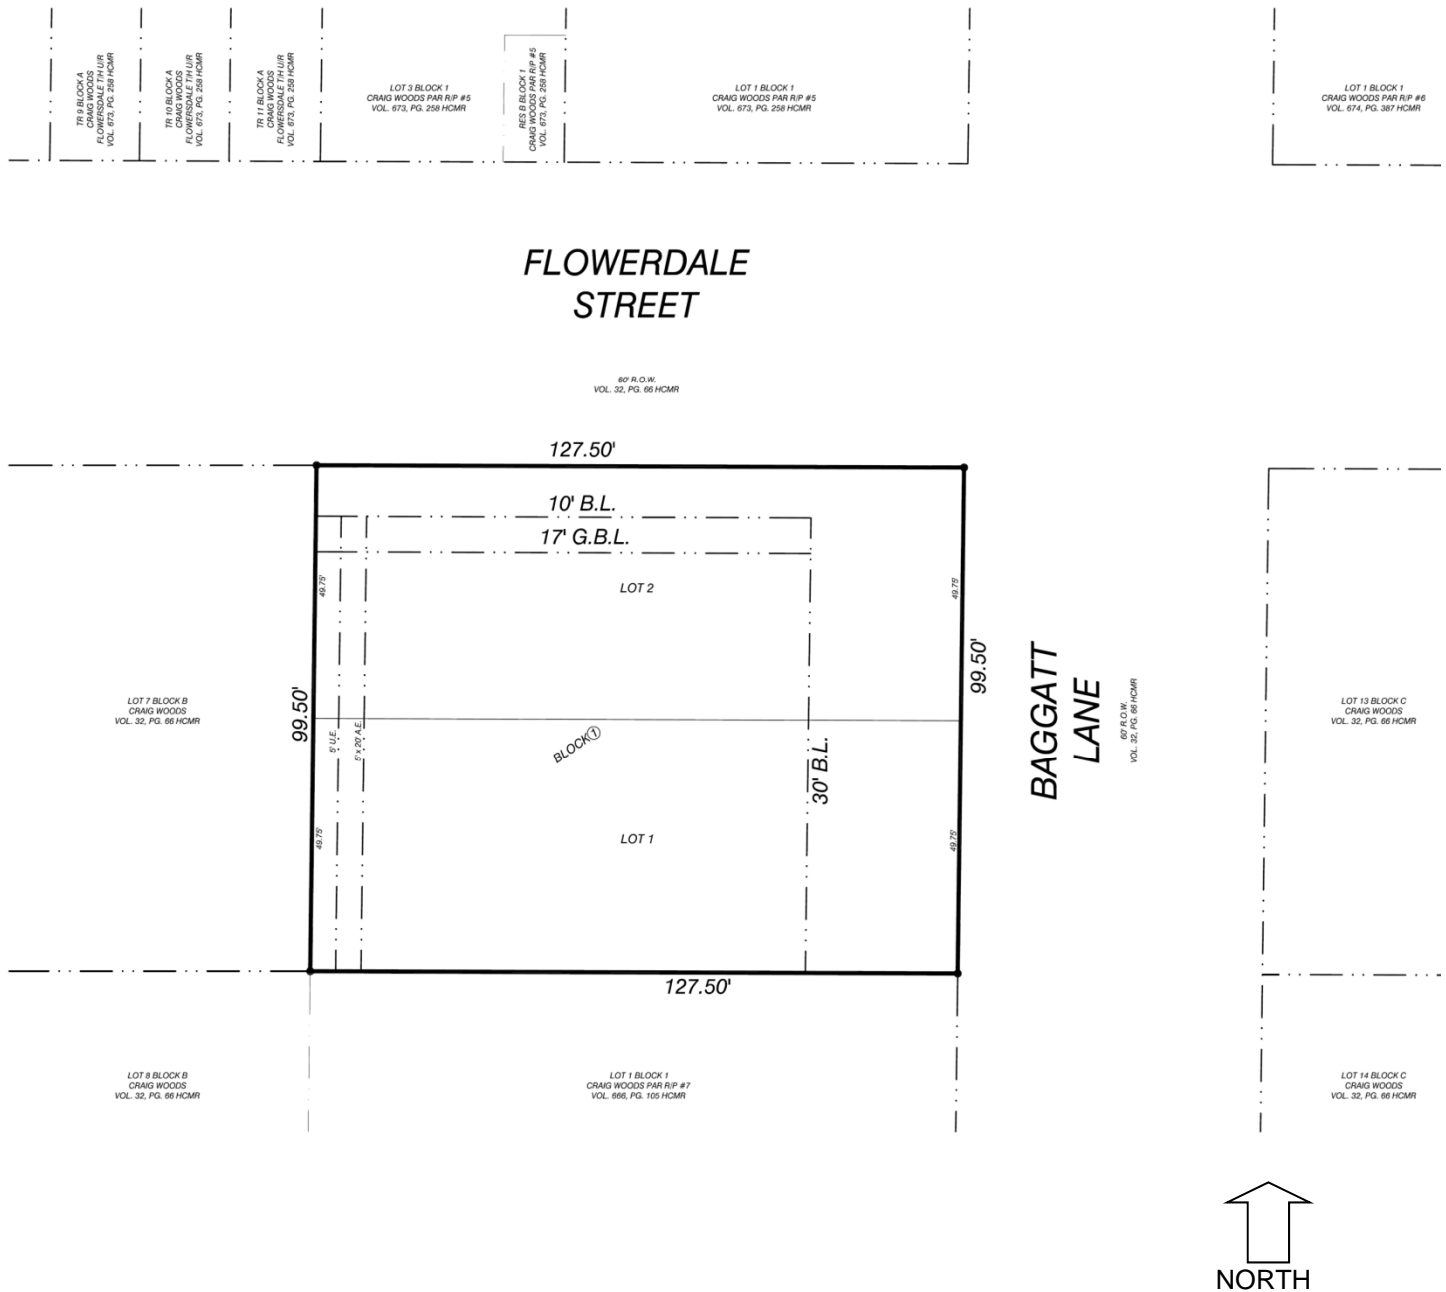 TR 9 BLOCK A
CRAIG WOODS
FLOWERSDALE T/H U/R
VOL. 673, PG. 258 HCMR
TR 10 BLOCK A
CRAIG WOODS
FLOWERSDALE T/H U/R
VOL. 673, PG. 258 HCMR
TR 11 BLOCK A
CRAIG WOODS
FLOWERSDALE T/H U/R
VOL. 673, PG. 258 HCMR
LOT 3 BLOCK 1
CRAIG WOODS PAR R/P #5
VOL. 673, PG. 258 HCMR
RES B BLOCK 1
CRAIG WOODS PAR R/P #5
VOL. 673, PG. 258 HCMR
LOT 1 BLOCK 1
CRAIG WOODS PAR R/P #5
VOL. 673, PG. 258 HCMR
LOT 1 BLOCK 1
CRAIG WOODS PAR R/P #6
VOL. 674, PG. 387 HCMR
FLOWERDALE
STREET
60' R.O.W.
VOL. 32, PG. 66 HCMR
127.50'
10' B.L.
17' G.B.L.
LOT 2
49.75'
49.75'
99.50'
99.50'
BAGGATT
LANE
60' R.O.W.
VOL. 32, PG. 66 HCMR
LOT 7 BLOCK B
CRAIG WOODS
VOL. 32, PG. 66 HCMR
LOT 13 BLOCK C
CRAIG WOODS
VOL. 32, PG. 66 HCMR
5' U.E.
5' x 20' A.E.
BLOCK①
30' B.L.
49.75'
LOT 1
49.75'
127.50'
LOT 8 BLOCK B
CRAIG WOODS
VOL. 32, PG. 66 HCMR
LOT 1 BLOCK 1
CRAIG WOODS PAR R/P #7
VOL. 666, PG. 105 HCMR
LOT 14 BLOCK C
CRAIG WOODS
VOL. 32, PG. 66 HCMR
NORTH